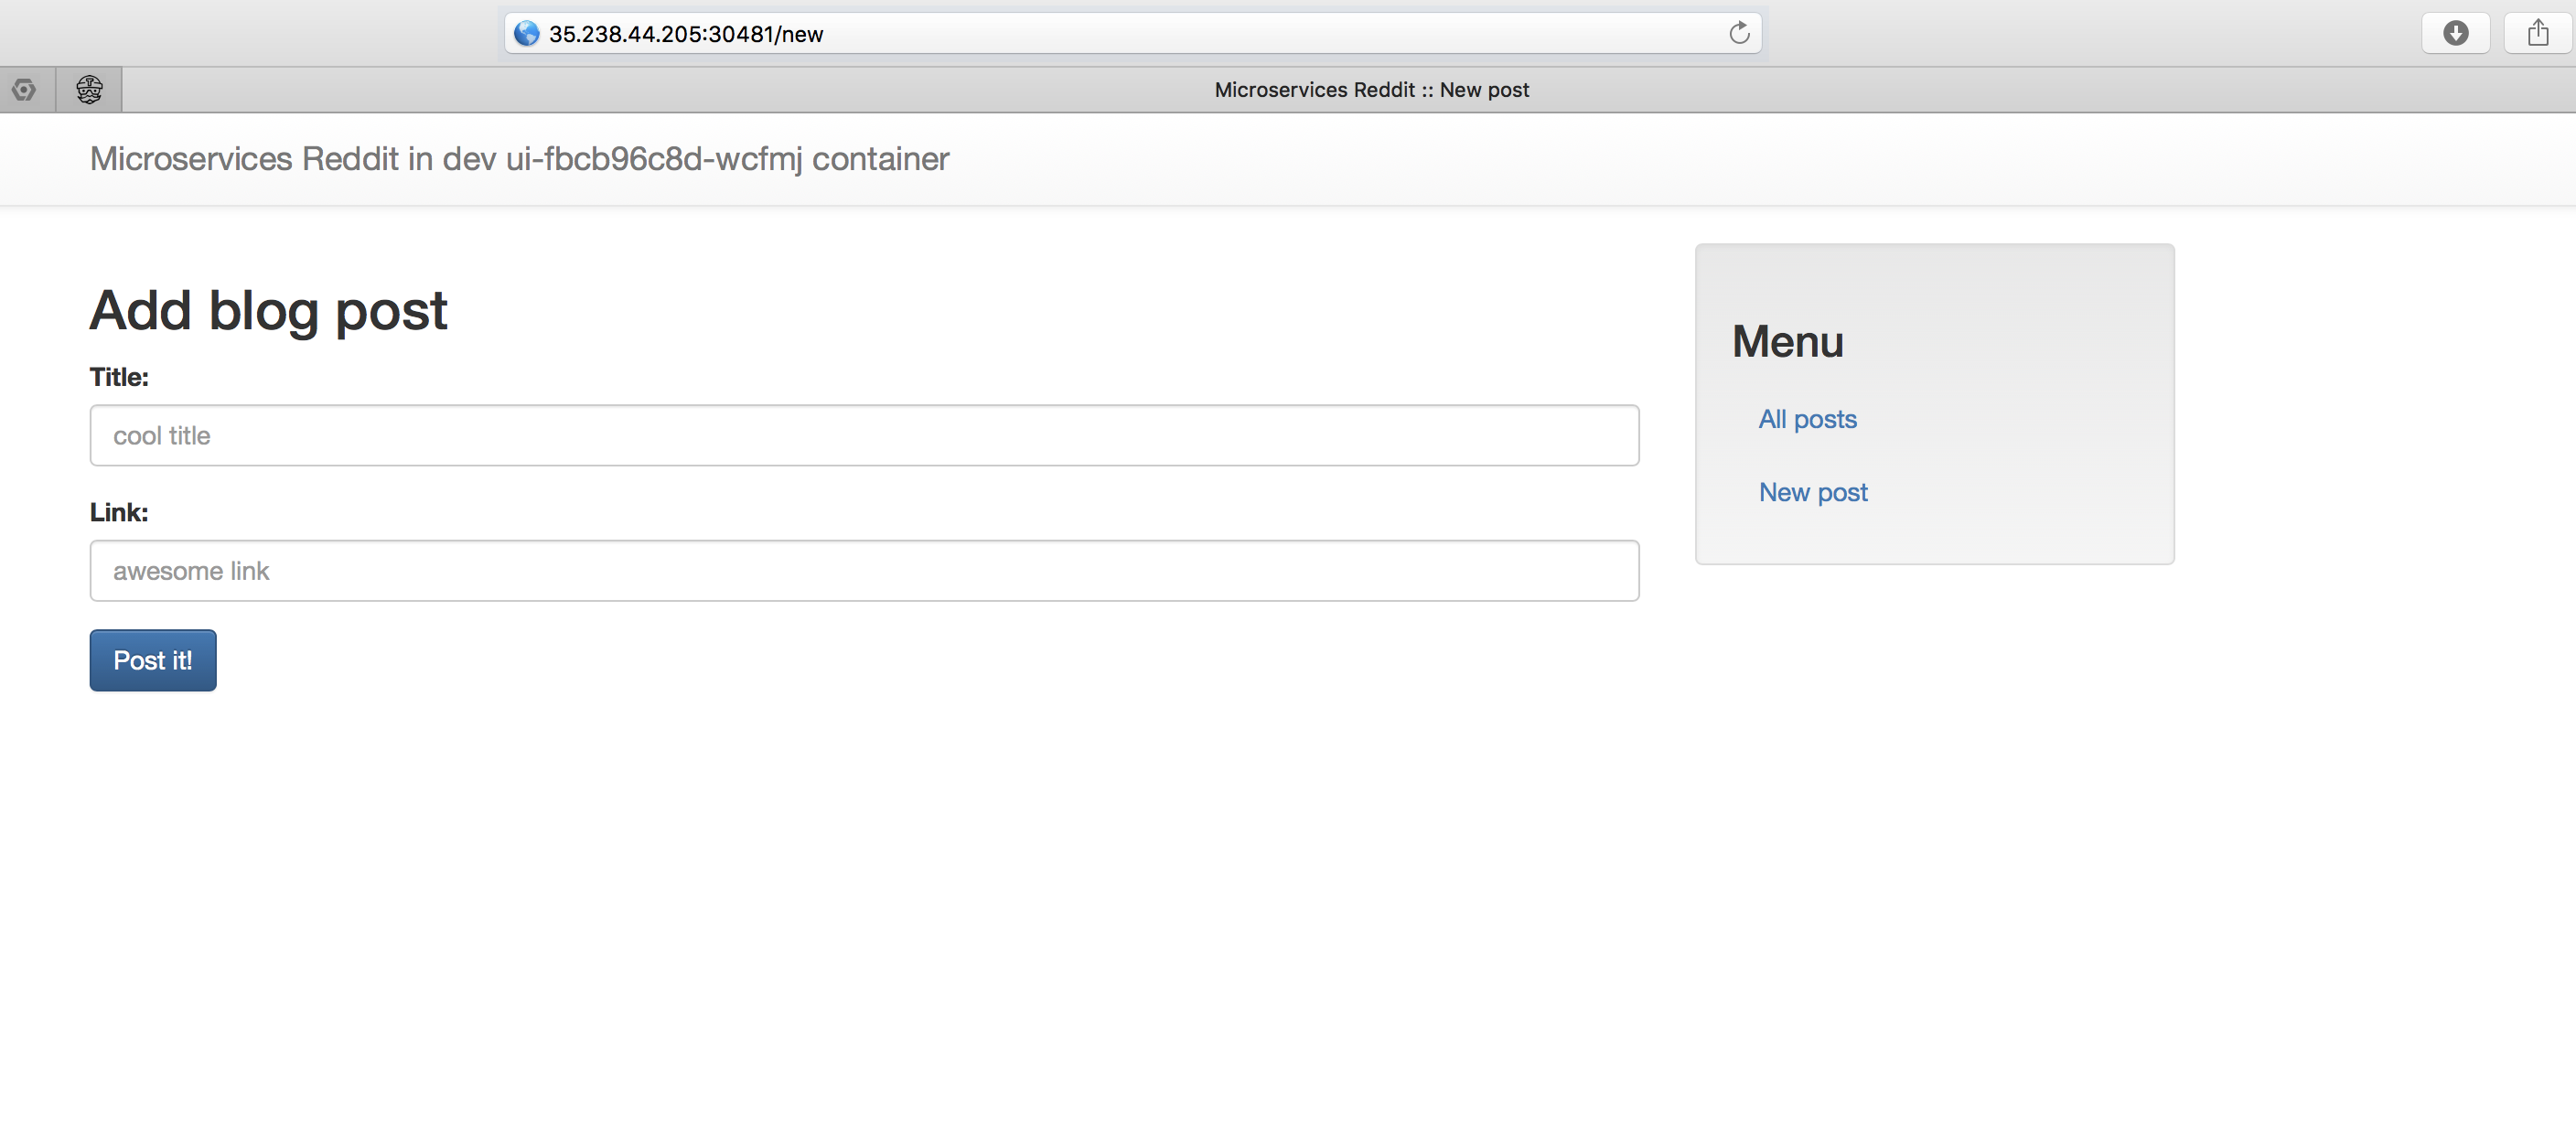 35.238.44.205:30481/new
Microservices Reddit :: New post
Microservices Reddit in dev ui-fbcb96c8d-wcfmj container
Add blog post
Title:
cool title
Link:
awesome link
Post it!
Menu
All posts
New post